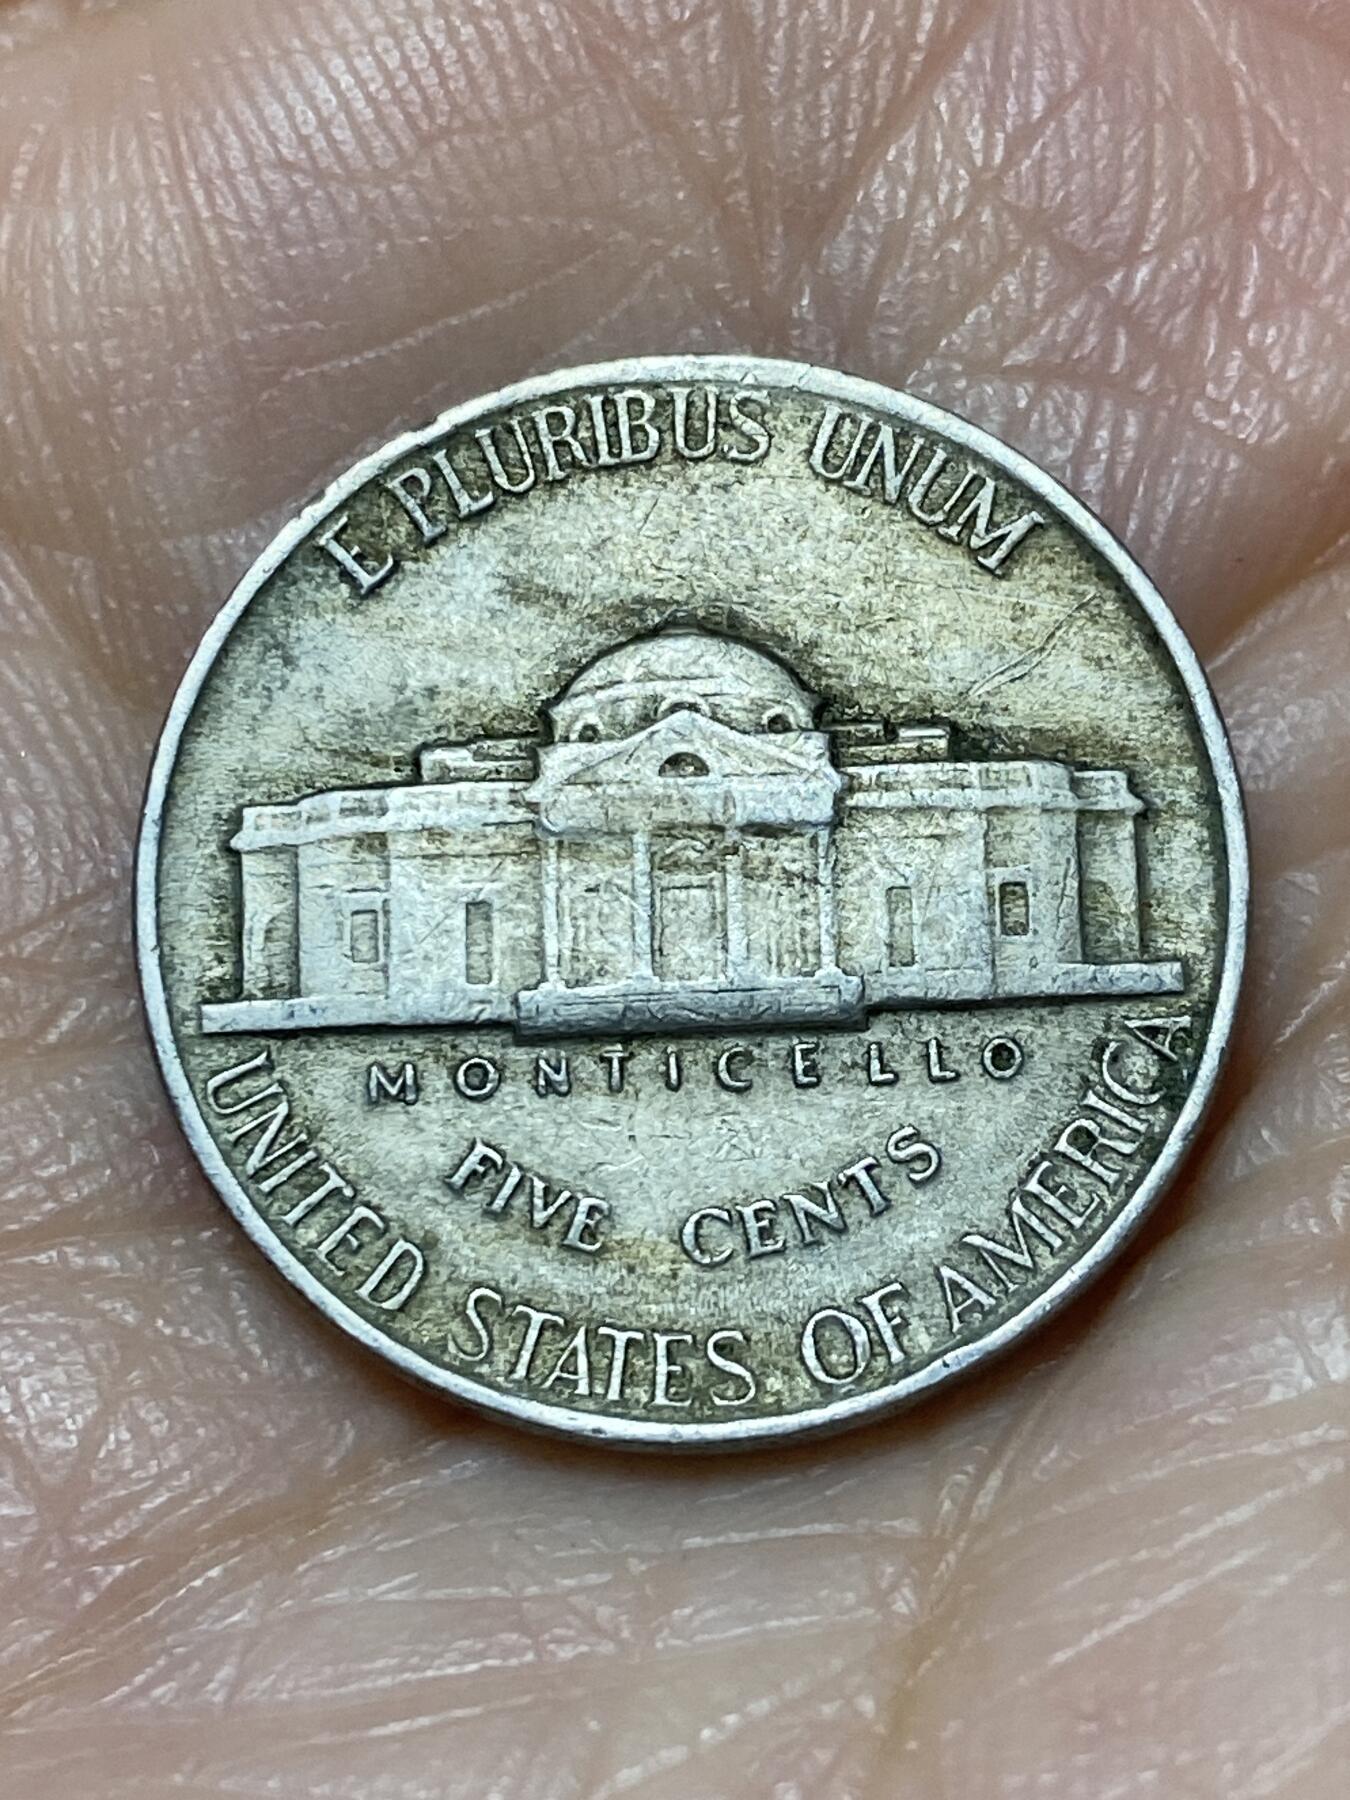 E PLURIBUS UNUM
MONTICELLO
FIVE CENTS
UNITED STATES OF AMERICA